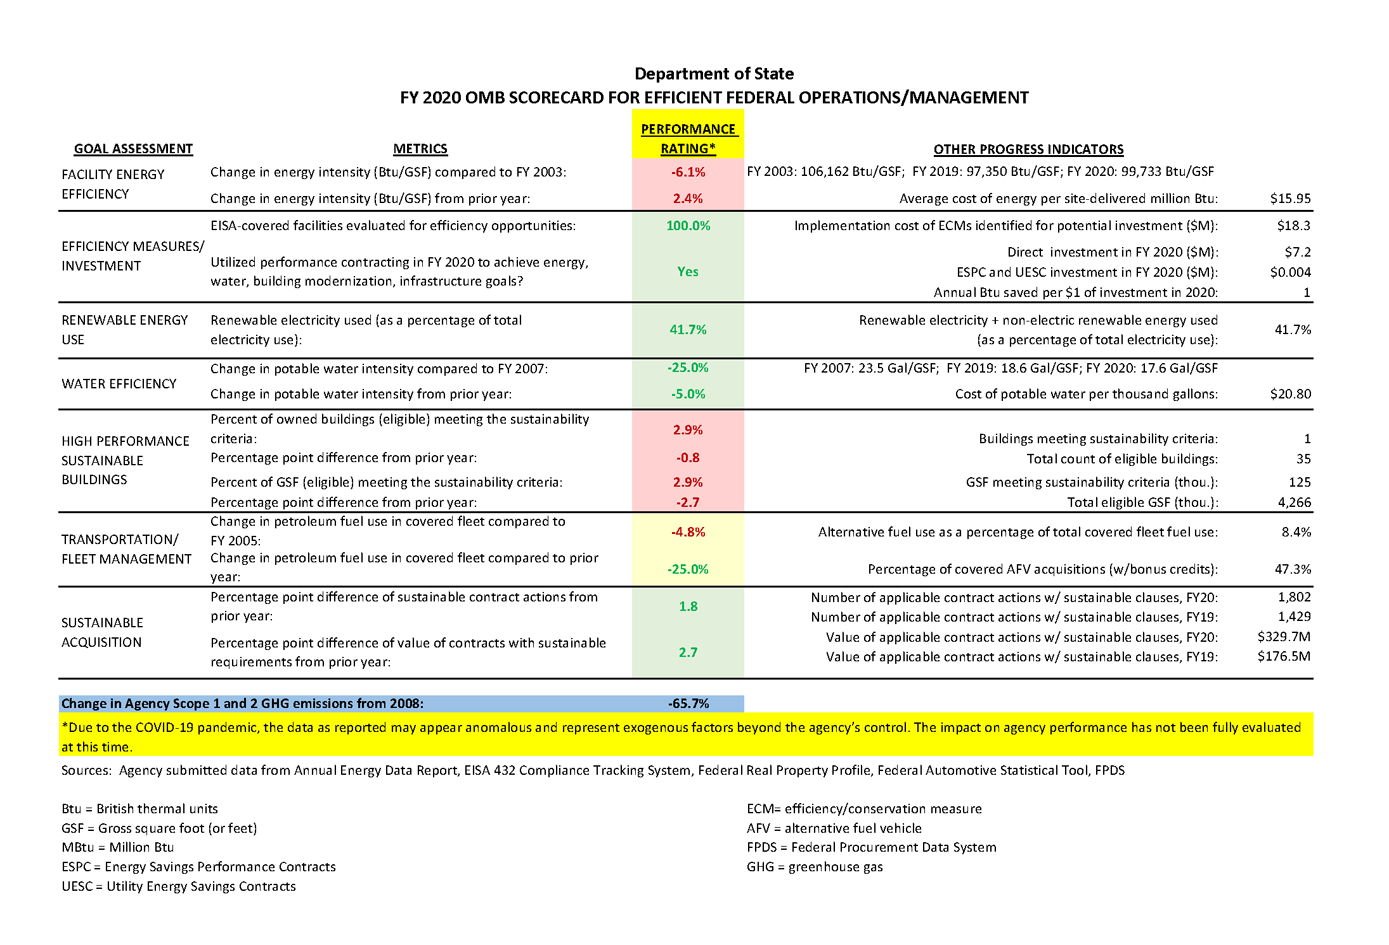 Department of State
FY 2020 OMB SCORECARD FOR EFFICIENT FEDERAL OPERATIONS/MANAGEMENT
GOAL ASSESSMENT
METRICS
PERFORMANCE
RATING*
OTHER PROGRESS INDICATORS
FACILITY ENERGY
EFFICIENCY
Change in energy intensity (Btu/GSF) compared to FY 2003:
-6.1%
FY 2003: 106,162 Btu/GSF;  FY 2019: 97,350 Btu/GSF; FY 2020: 99,733 Btu/GSF
Change in energy intensity (Btu/GSF) from prior year:
2.4%
Average cost of energy per site-delivered million Btu:
$15.95
EFFICIENCY MEASURES/
INVESTMENT
EISA-covered facilities evaluated for efficiency opportunities:
100.0%
Implementation cost of ECMs identified for potential investment ($M):
$18.3
Utilized performance contracting in FY 2020 to achieve energy,
water, building modernization, infrastructure goals?
Yes
Direct  investment in FY 2020 ($M):
$7.2
ESPC and UESC investment in FY 2020 ($M):
$0.004
Annual Btu saved per $1 of investment in 2020:
1
RENEWABLE ENERGY
USE
Renewable electricity used (as a percentage of total
electricity use):
41.7%
Renewable electricity + non-electric renewable energy used
(as a percentage of total electricity use):
41.7%
WATER EFFICIENCY
Change in potable water intensity compared to FY 2007:
-25.0%
FY 2007: 23.5 Gal/GSF;  FY 2019: 18.6 Gal/GSF; FY 2020: 17.6 Gal/GSF
Change in potable water intensity from prior year:
-5.0%
Cost of potable water per thousand gallons:
$20.80
HIGH PERFORMANCE
SUSTAINABLE
BUILDINGS
Percent of owned buildings (eligible) meeting the sustainability
criteria:
2.9%
Buildings meeting sustainability criteria:
1
Percentage point difference from prior year:
-0.8
Total count of eligible buildings:
35
Percent of GSF (eligible) meeting the sustainability criteria:
2.9%
GSF meeting sustainability criteria (thou.):
125
Percentage point difference from prior year:
-2.7
Total eligible GSF (thou.):
4,266
TRANSPORTATION/
FLEET MANAGEMENT
Change in petroleum fuel use in covered fleet compared to
FY 2005:
-4.8%
Alternative fuel use as a percentage of total covered fleet fuel use:
8.4%
Change in petroleum fuel use in covered fleet compared to prior
year:
-25.0%
Percentage of covered AFV acquisitions (w/bonus credits):
47.3%
SUSTAINABLE
ACQUISITION
Percentage point difference of sustainable contract actions from
prior year:
1.8
Number of applicable contract actions w/ sustainable clauses, FY20:
1,802
Number of applicable contract actions w/ sustainable clauses, FY19:
1,429
Percentage point difference of value of contracts with sustainable
requirements from prior year:
2.7
Value of applicable contract actions w/ sustainable clauses, FY20:
$329.7M
Value of applicable contract actions w/ sustainable clauses, FY19:
$176.5M
Change in Agency Scope 1 and 2 GHG emissions from 2008:
-65.7%
*Due to the COVID-19 pandemic, the data as reported may appear anomalous and represent exogenous factors beyond the agency's control. The impact on agency performance has not been fully evaluated
at this time.
Sources:  Agency submitted data from Annual Energy Data Report, EISA 432 Compliance Tracking System, Federal Real Property Profile, Federal Automotive Statistical Tool, FPDS
Btu = British thermal units
GSF = Gross square foot (or feet)
MBtu = Million Btu
ESPC = Energy Savings Performance Contracts
UESC = Utility Energy Savings Contracts
ECM= efficiency/conservation measure
AFV = alternative fuel vehicle
FPDS = Federal Procurement Data System
GHG = greenhouse gas